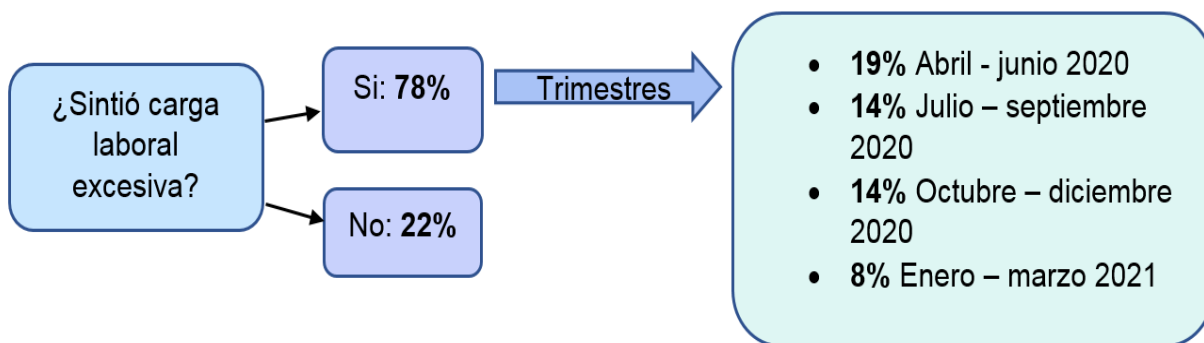 ¿Sintió carga
laboral
excesiva?
Si: 78%
No: 22%
Trimestres
• 19% Abril - junio 2020
• 14% Julio – septiembre
2020
• 14% Octubre – diciembre
2020
• 8% Enero – marzo 2021